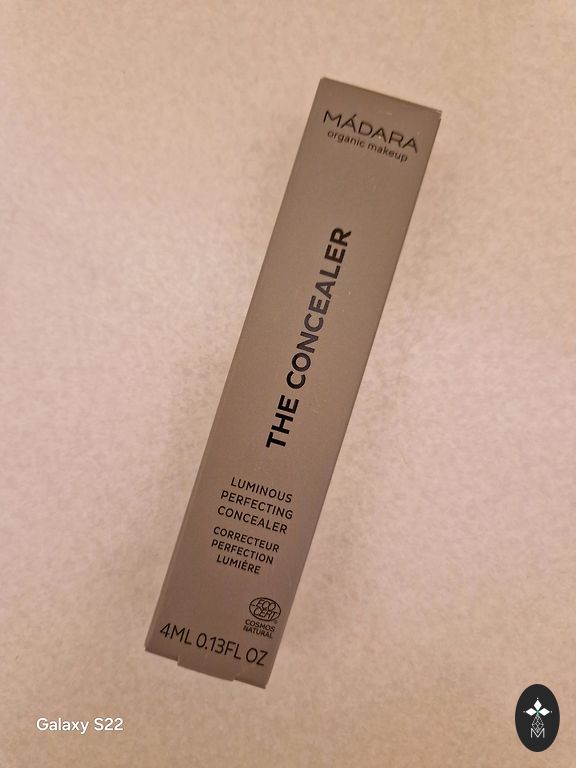 MÁDARA
organic makeup
THE CONCEALER
LUMINOUS
PERFECTING
CONCEALER
CORRECTEUR
PERFECTION
LUMIÈRE
ECO
CERT
COSMOS
NATURAL
4ML 0.13FL OZ
Galaxy S22
M